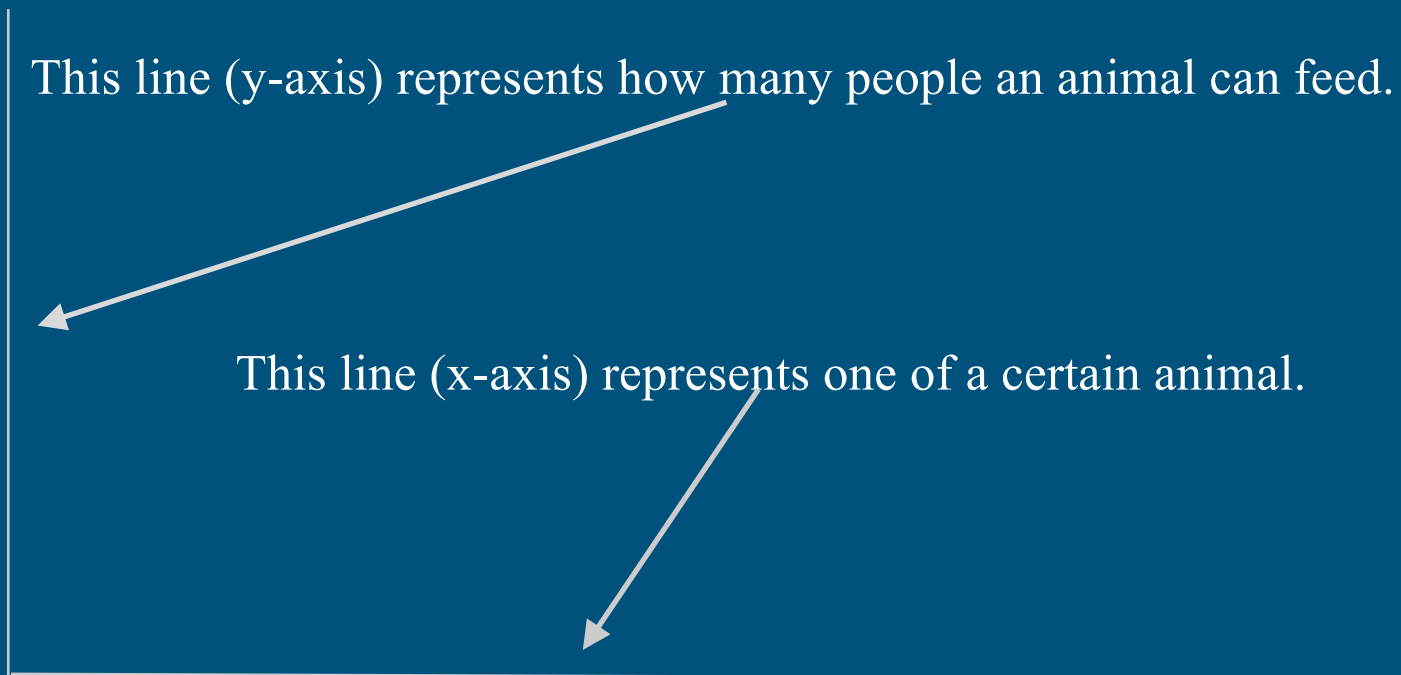 This line (y-axis) represents how many people an animal can feed.
This line (x-axis) represents one of a certain animal.